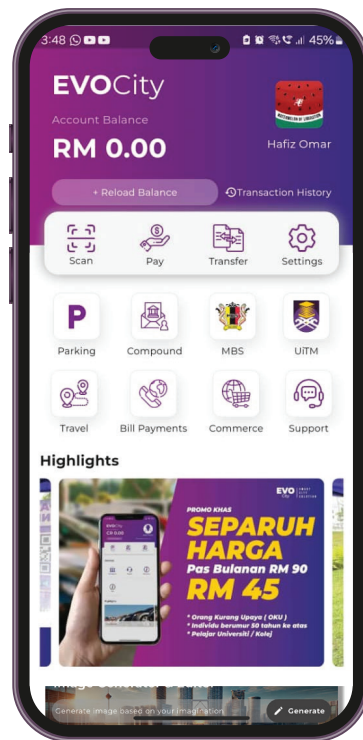 3:48
45%
EVOCity
Account Balance
RM 0.00
Hafiz Omar
+ Reload Balance
Transaction History
Scan
Pay
Transfer
Settings
P
Parking
Compound
MBS
UiTM
Travel
Bill Payments
Commerce
Support
Highlights
EVO
City
PROMO KHAS
SEPARUH
HARGA
Pas Bulanan RM 90
RM 45
* Orang Kurang Upaya ( OKU )
* Individu berumur 50 tahun ke atas
* Pelajar Universiti / Kolej
Generate image based on your imagination
Generate